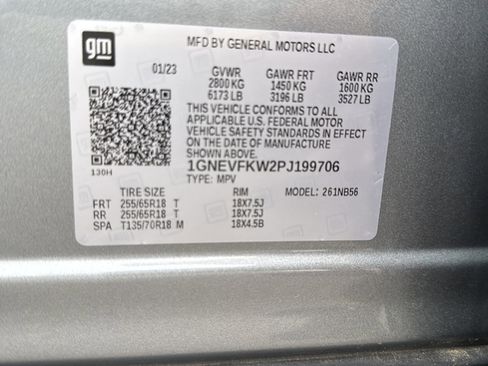 gm
MFD BY GENERAL MOTORS LLC
01/23 GVWR GAWR FRT GAWR RR
2800 KG 1450 KG 1600 KG
6173 LB 3196 LB 3527 LB
THIS VEHICLE CONFORMS TO ALL
APPLICABLE U.S. FEDERAL MOTOR
VEHICLE SAFETY STANDARDS IN EFFECT
ON THE DATE OF MANUFACTURE
SHOWN ABOVE.
1GNEVFKW2PJ199706
130H TYPE: MPV
TIRE SIZE RIM MODEL: 261NB56
FRT 255/65R18 T 18X7.5J
RR 255/65R18 T 18X7.5J
SPA T135/70R18 M 18X4.5B